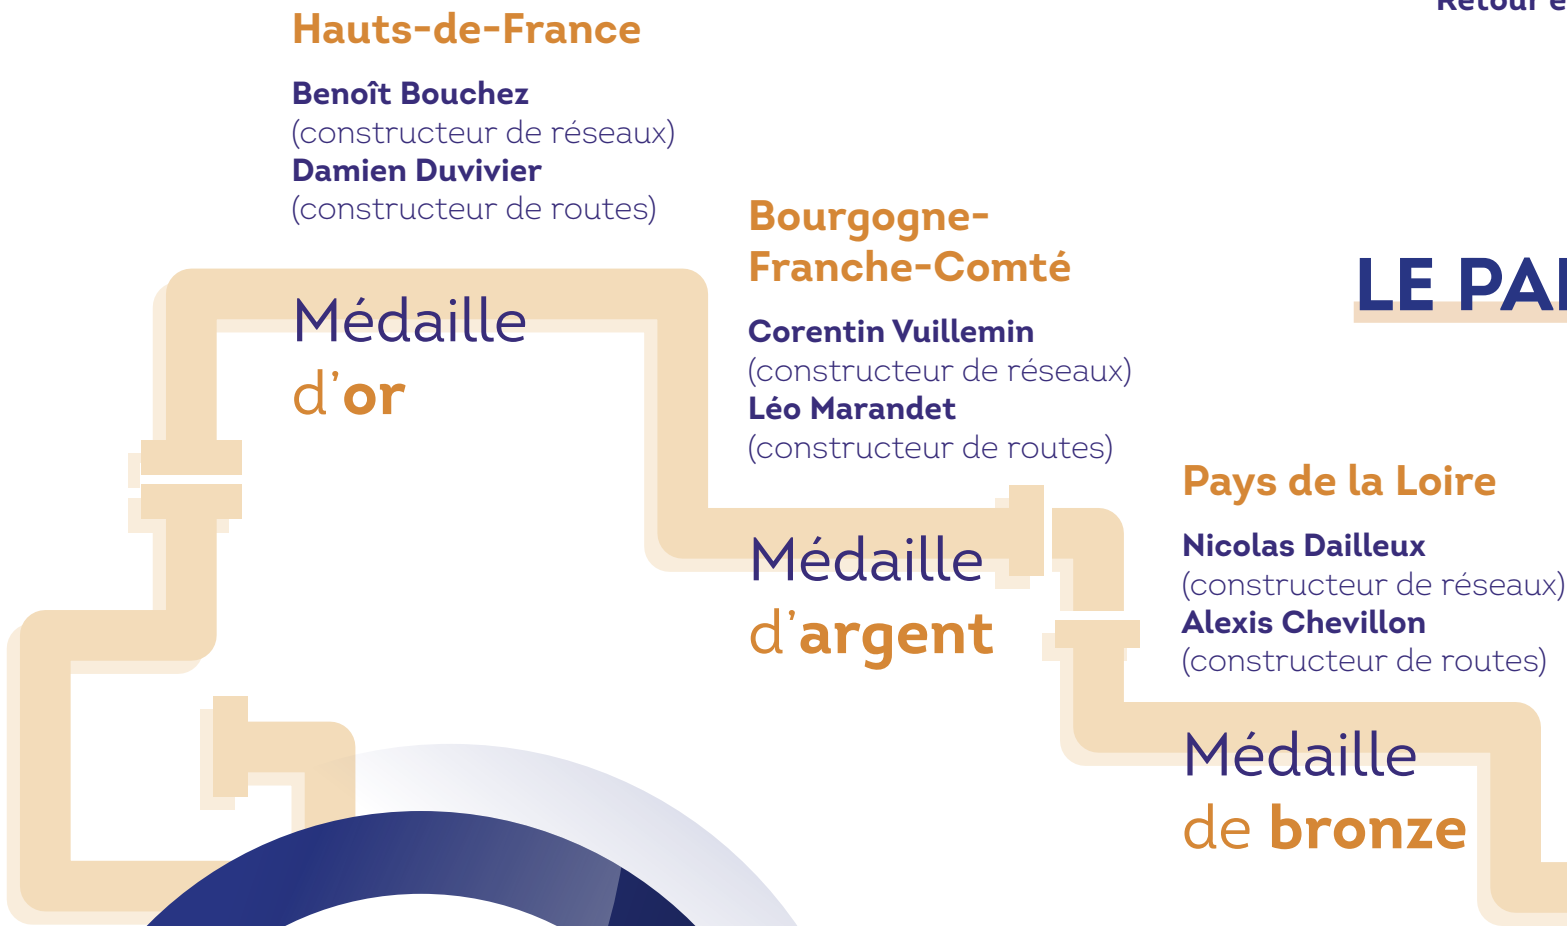 Hauts-de-France
Benoît Bouchez
(constructeur de réseaux)
Damien Duvivier
(constructeur de routes)
Médaille
d'or
Bourgogne-
Franche-Comté
Corentin Vuillemin
(constructeur de réseaux)
Léo Marandet
(constructeur de routes)
Médaille
d'argent
Retour
LE
Pays de la Loire
Nicolas Dailleux
(constructeur de réseaux)
Alexis Chevillon
(constructeur de routes)
Médaille
de bronze